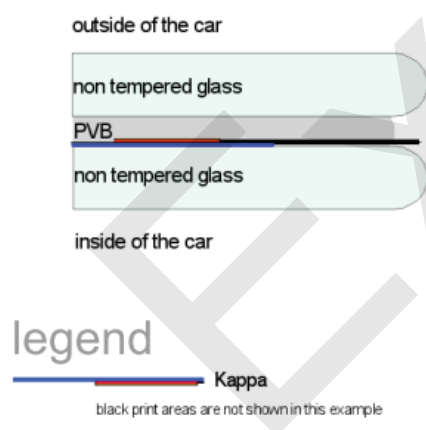 outside of the car
non tempered glass
PVB
non tempered glass
inside of the car
legend
Kappa
black print areas are not shown in this example